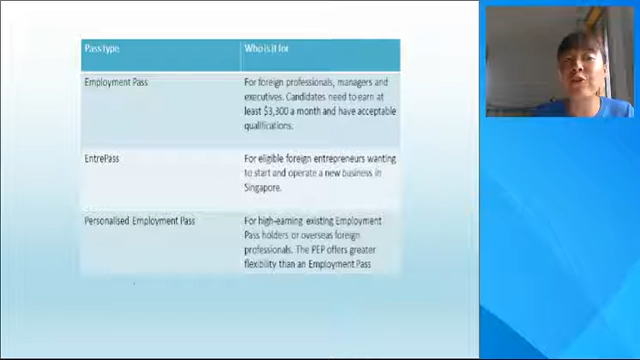 Pass type
Who is it for
Employment Pass
For foreign professionals, managers and
executives. Candidates need to earn at
least $3,300 a month and have acceptable
qualifications.
EntrePass
For eligible foreign entrepreneurs wanting
to start and operate a new business in
Singapore.
Personalised Employment Pass
For high-earning existing Employment
Pass holders or overseas foreign
professionals. The PEP offers greater
flexibility than an Employment Pass